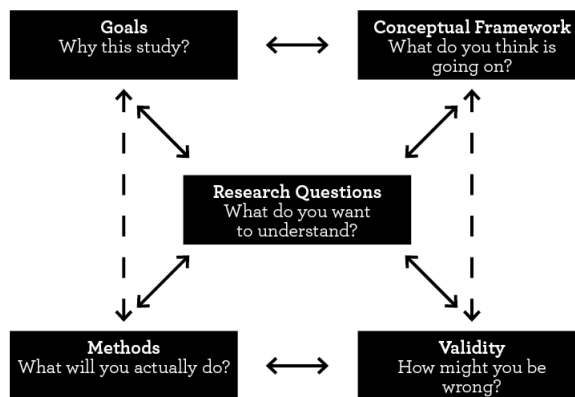 Goals
Why this study?
Conceptual Framework
What do you think is
going on?
Research Questions
What do you want
to understand?
Methods
What will you actually do?
Validity
How might you be
wrong?